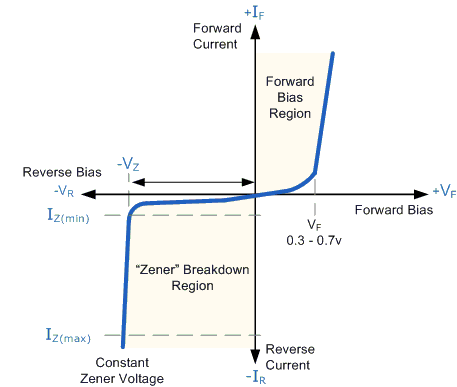 +IF
Forward
Current
Forward
Bias
Region
-VZ
Reverse Bias
-VR
+VF
Forward Bias
IZ(min)
VF
0.3 - 0.7v
“Zener” Breakdown
Region
IZ(max)
Constant
Zener Voltage
Reverse
Current
-IR